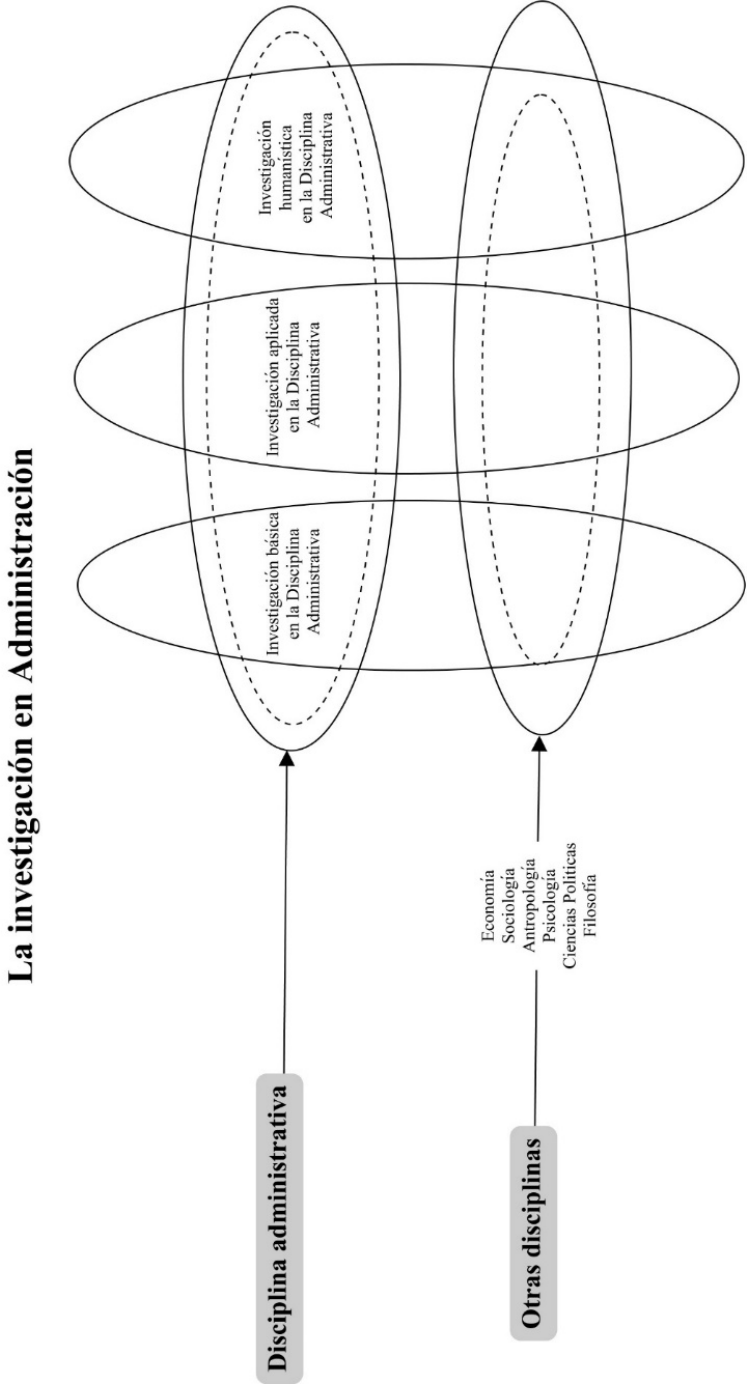 La investigación en Administración
Disciplina administrativa
Investigación básica
en la Disciplina
Administrativa
Investigación aplicada
en la Disciplina
Administrativa
Investigación
humanística
en la Disciplina
Administrativa
Otras disciplinas
Economía
Sociología
Antropología
Psicología
Ciencias Politicas
Filosofía